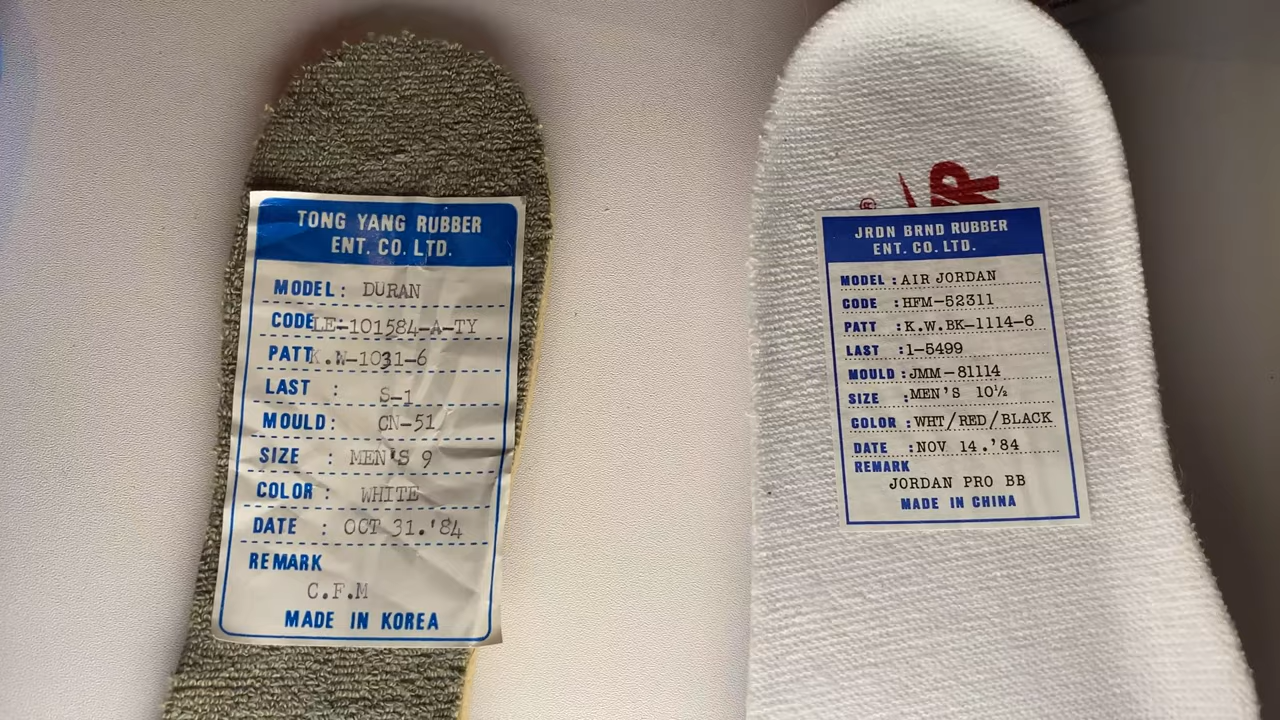 TONG YANG RUBBER
ENT. CO. LTD.
MODEL : DURAN
CODE LE-101584-A-TY
PATT K.W-1031-6
LAST : S-1
MOULD : CN-51
SIZE : MEN'S 9
COLOR : WHITE
DATE : OCT 31.'84
REMARK
C.F.M
MADE IN KOREA
®
JRDN BRND RUBBER
ENT. CO. LTD.
MODEL : AIR JORDAN
CODE : HFM-52311
PATT : K.W.BK-1114-6
LAST : 1-5499
MOULD : JMM-81114
SIZE : MEN'S 10½
COLOR : WHT/RED/BLACK
DATE : NOV 14.'84
REMARK
JORDAN PRO BB
MADE IN CHINA